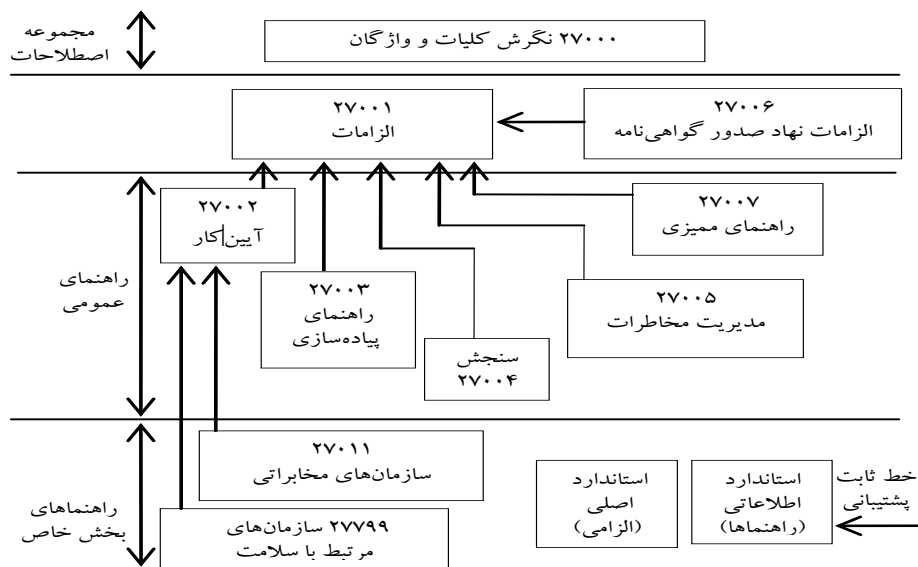 مجموعه
اصطلاحات
۲۷۰۰۰ نگرش کلیات و واژگان
۲۷۰۰۱
الزامات
۲۷۰۰۶
الزامات نهاد صدور گواهی‌نامه
راهنمای
عمومی
۲۷۰۰۲
آیین کار
۲۷۰۰۷
راهنمای ممیزی
۲۷۰۰۳
راهنمای
پیاده‌سازی
۲۷۰۰۵
مدیریت مخاطرات
سنجش
۲۷۰۰۴
راهنماهای
بخش خاص
۲۷۰۱۱
سازمان‌های مخابراتی
۲۷۷۹۹ سازمان‌های
مرتبط با سلامت
استاندارد
اصلی
(الزامی)
استاندارد
اطلاعاتی
(راهنماها)
خط ثابت
پشتیبانی